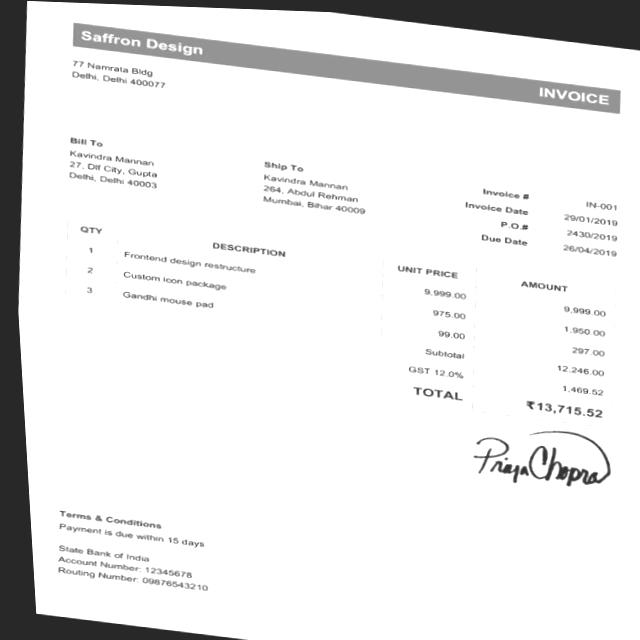 Saffron Design
INVOICE
77 Namrata Bldg
Delhi, Delhi 400077
Bill To
Kavindra Mannan
27, Dlf City, Gupta
Delhi, Delhi 40003
Ship To
Kavindra Mannan
264, Abdul Rehman
Mumbai, Bihar 40009
Invoice # IN-001
Invoice Date 29/01/2019
P.O.# 2430/2019
Due Date 26/04/2019
QTY DESCRIPTION UNIT PRICE AMOUNT
1 Frontend design restructure 9,999.00 9,999.00
2 Custom icon package 975.00 1,950.00
3 Gandhi mouse pad 99.00 297.00
Subtotal 12,246.00
GST 12.0% 1,469.52
TOTAL ₹13,715.52
Priya Chopra
Terms & Conditions
Payment is due within 15 days
State Bank of India
Account Number: 12345678
Routing Number: 09876543210